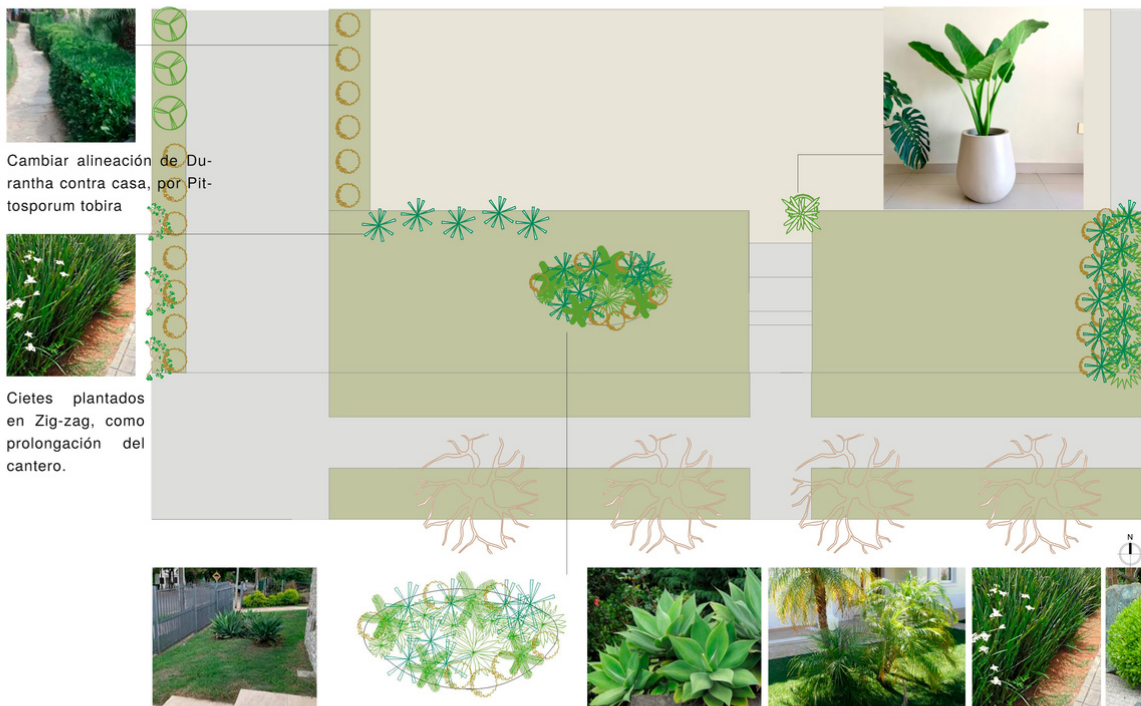 Cambiar alineación de Du-
rantha contra casa, por Pit-
tosporum tobira
Cietes plantados
en Zig-zag, como
prolongación del
cantero.
N